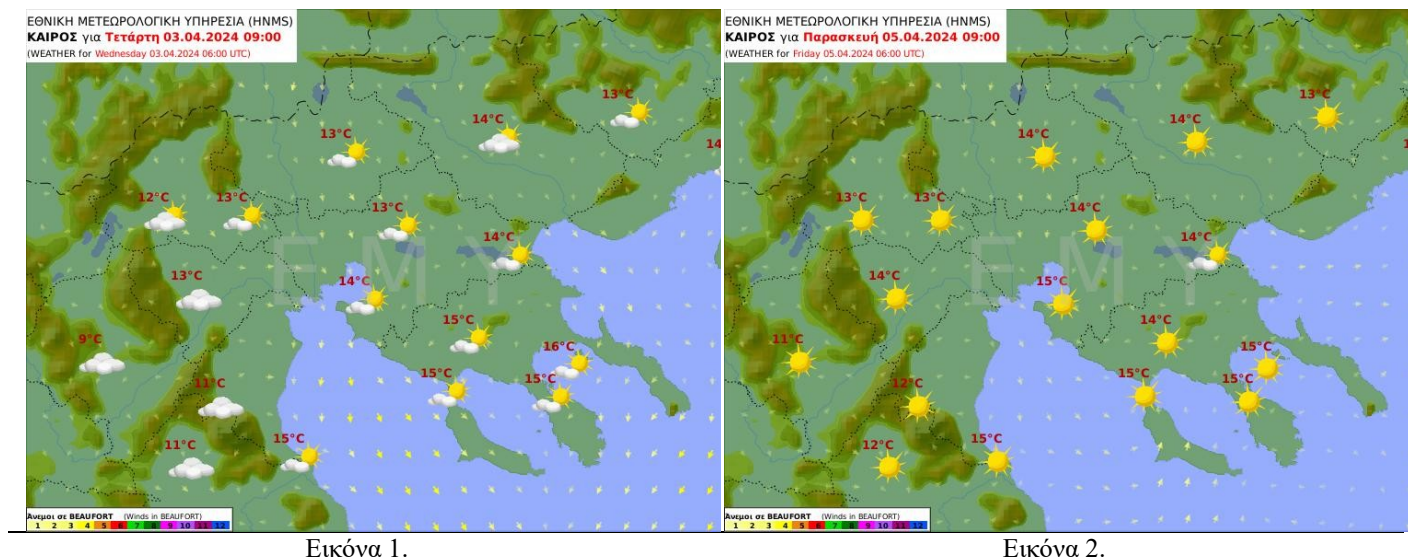 ΕΘΝΙΚΗ ΜΕΤΕΩΡΟΛΟΓΙΚΗ ΥΠΗΡΕΣΙΑ (HNMS)
ΚΑΙΡΟΣ για Τετάρτη 03.04.2024 09:00
(WEATHER for Wednesday 03.04.2024 06:00 UTC)
13°C
14°C
13°C
14
12°C
13°C
13°C
14°C
13°C
14°C
15°C
9°C
16°C
11°C
15°C
15°C
11°C
15°C
ΕΜΥ
Άνεμοι σε BEAUFORT (Winds in BEAUFORT)
1 2 3 4 5 6 7 8 9 10 11 12
Εικόνα 1.
ΕΘΝΙΚΗ ΜΕΤΕΩΡΟΛΟΓΙΚΗ ΥΠΗΡΕΣΙΑ (HNMS)
ΚΑΙΡΟΣ για Παρασκευή 05.04.2024 09:00
(WEATHER for Friday 05.04.2024 06:00 UTC)
13°C
14°C
14°C
1
13°C
13°C
14°C
14°C
14°C
15°C
14°C
11°C
15°C
12°C
15°C
15°C
12°C
15°C
ΕΜΥ
Άνεμοι σε BEAUFORT (Winds in BEAUFORT)
1 2 3 4 5 6 7 8 9 10 11 12
Εικόνα 2.